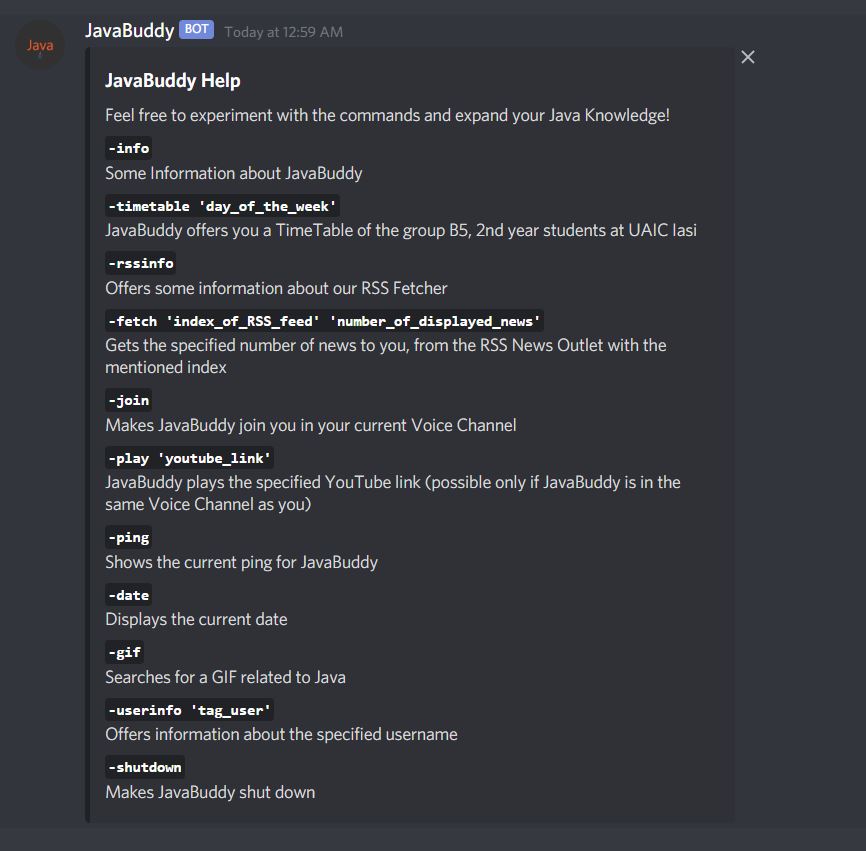 Java
JavaBuddy BOT Today at 12:59 AM
JavaBuddy Help
Feel free to experiment with the commands and expand your Java Knowledge!
-info
Some Information about JavaBuddy
-timetable 'day_of_the_week'
JavaBuddy offers you a TimeTable of the group B5, 2nd year students at UAIC Iasi
-rssinfo
Offers some information about our RSS Fetcher
-fetch 'index_of_RSS_feed' 'number_of_displayed_news'
Gets the specified number of news to you, from the RSS News Outlet with the
mentioned index
-join
Makes JavaBuddy join you in your current Voice Channel
-play 'youtube_link'
JavaBuddy plays the specified YouTube link (possible only if JavaBuddy is in the
same Voice Channel as you)
-ping
Shows the current ping for JavaBuddy
-date
Displays the current date
-gif
Searches for a GIF related to Java
-userinfo 'tag_user'
Offers information about the specified username
-shutdown
Makes JavaBuddy shut down